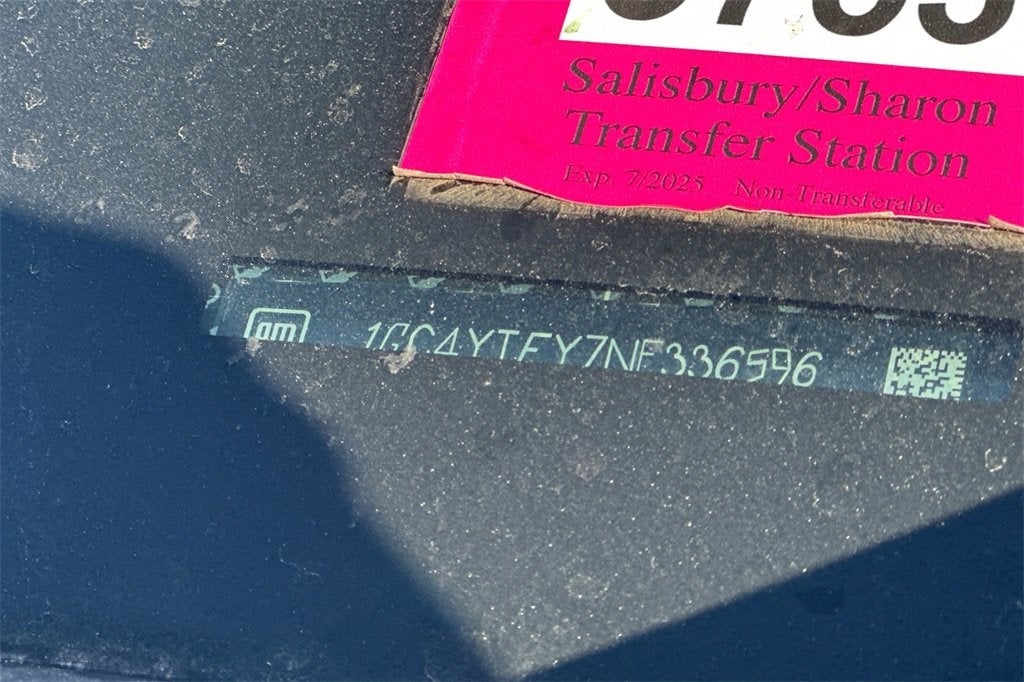 Salisbury/Sharon
Transfer Station
Exp. 7/2025 Non-Transferable
gm 1GC4YTEY7NF336596